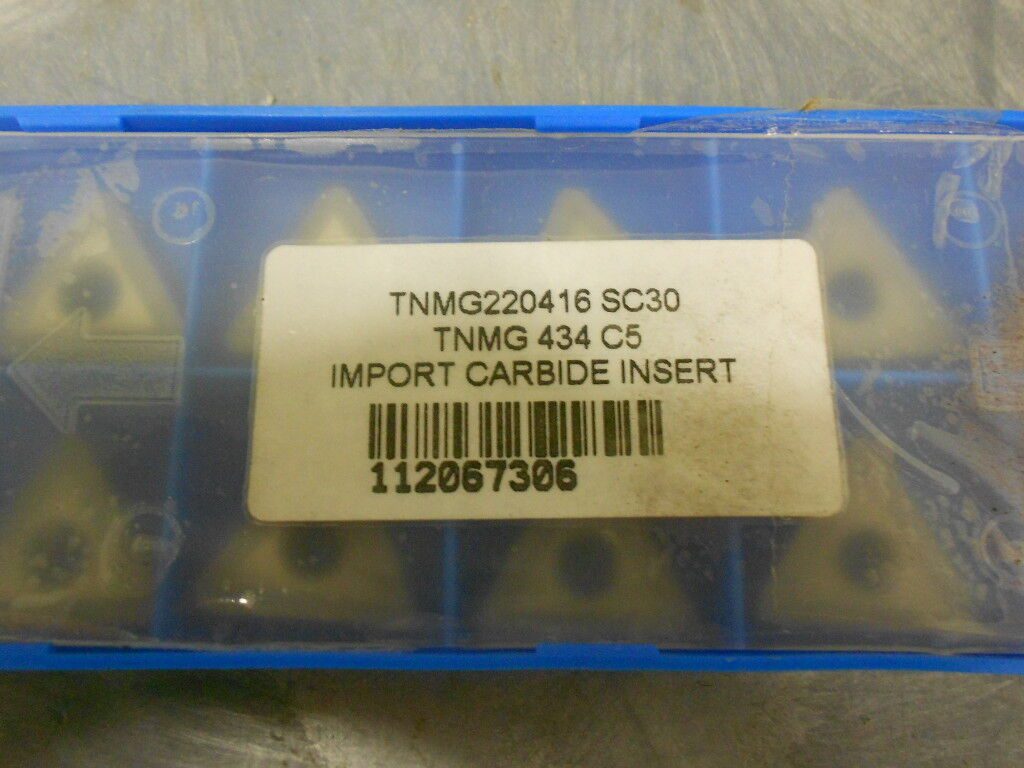 TNMG220416 SC30
TNMG 434 C5
IMPORT CARBIDE INSERT
112067306